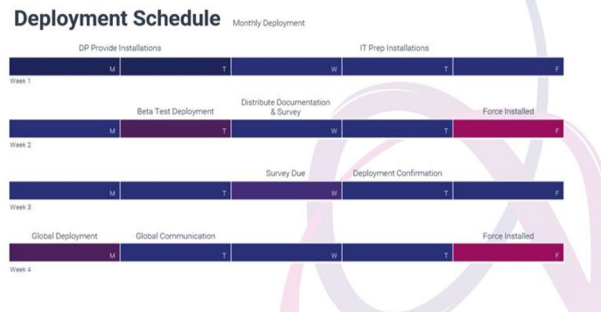 Deployment Schedule Monthly Deployment
DP Provide Installations IT Prep Installations
M T W T F
Week 1
Beta Test Deployment Distribute Documentation
& Survey Force Installed
M T W T F
Week 2
Survey Due Deployment Confirmation
M T W T F
Week 3
Global Deployment Global Communication Force Installed
M T W T F
Week 4